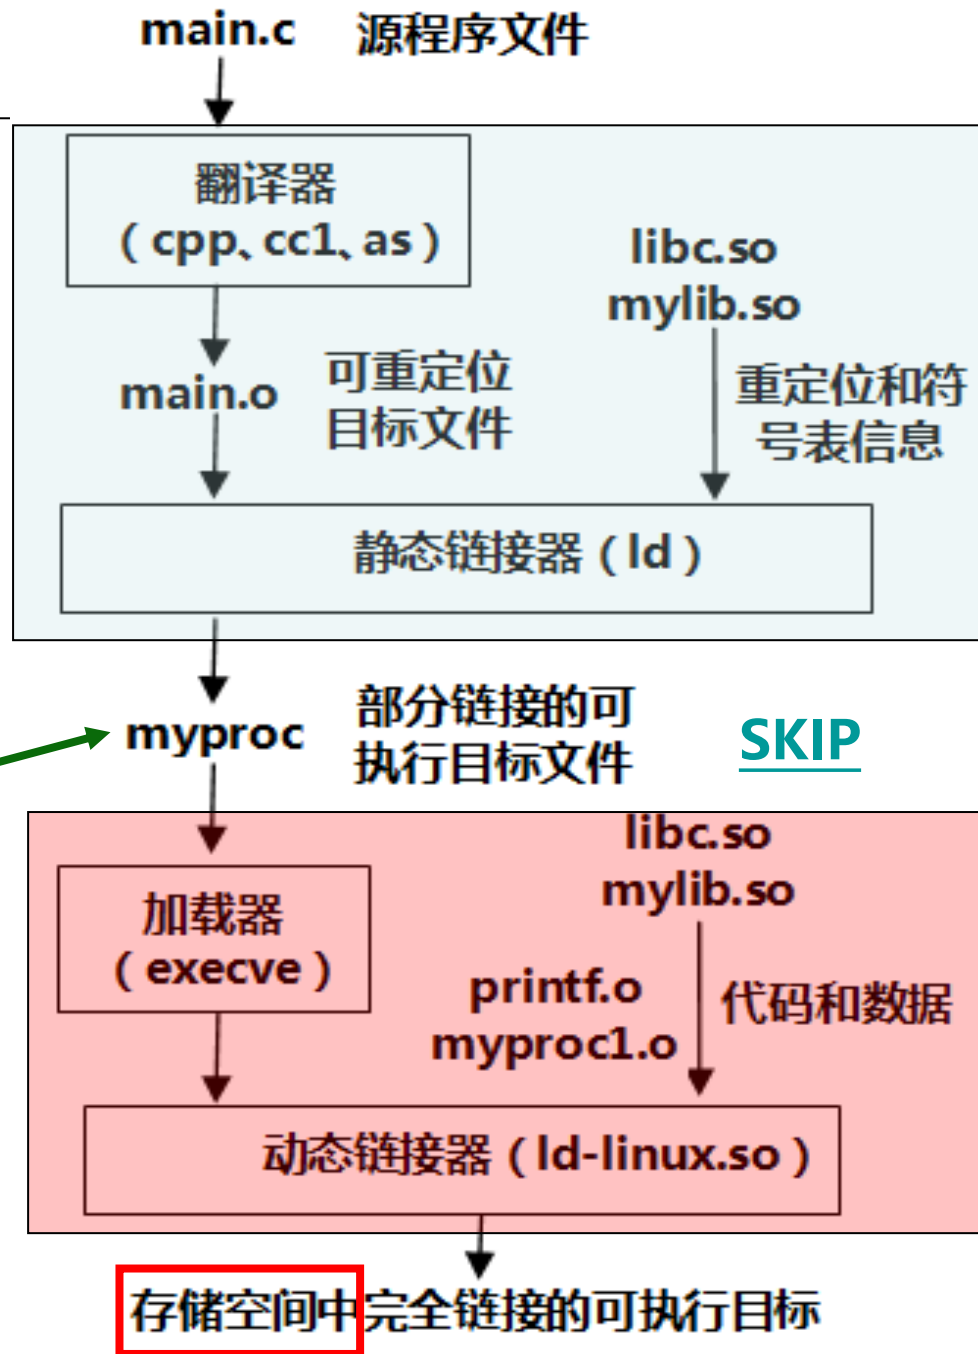 main.c 源程序文件
翻译器
（cpp、cc1、as）
libc.so
mylib.so
main.o
可重定位
目标文件
重定位和符
号表信息
静态链接器（ld）
myproc
部分链接的可
执行目标文件
SKIP
libc.so
mylib.so
加载器
（execve）
printf.o
myproc1.o
代码和数据
动态链接器（ld-linux.so）
存储空间中完全链接的可执行目标